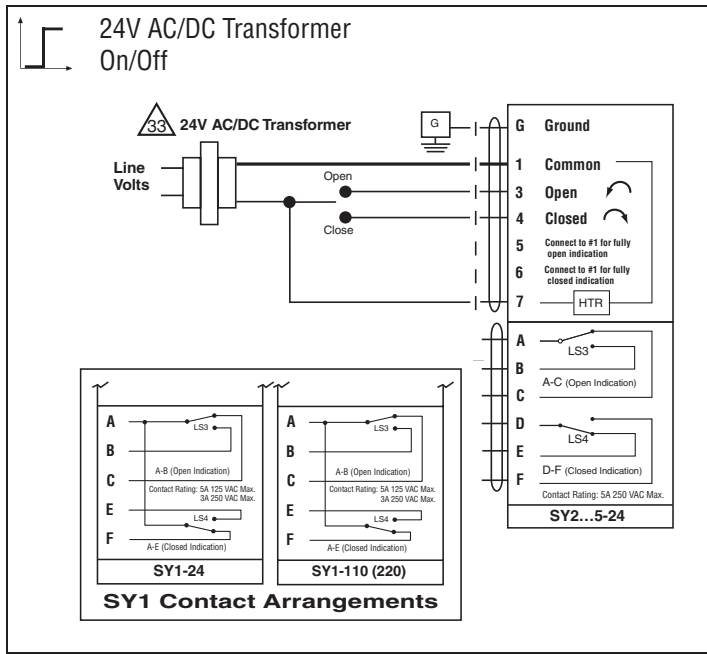 24V AC/DC Transformer
On/Off
33
24V AC/DC Transformer
Line
Volts
Open
Close
G
G Ground
1 Common
3 Open
4 Closed
5 Connect to #1 for fully
open indication
6 Connect to #1 for fully
closed indication
7 HTR
A
LS3
B
A-C (Open Indication)
C
D
LS4
E
D-F (Closed Indication)
F
Contact Rating: 5A 250 VAC Max.
SY2...5-24
A
LS3
B
A-B (Open Indication)
C
Contact Rating: 5A 125 VAC Max.
3A 250 VAC Max.
E
LS4
F
A-E (Closed Indication)
SY1-24
A
LS3
B
A-B (Open Indication)
C
Contact Rating: 5A 125 VAC Max.
3A 250 VAC Max.
E
LS4
F
A-E (Closed Indication)
SY1-110 (220)
SY1 Contact Arrangements